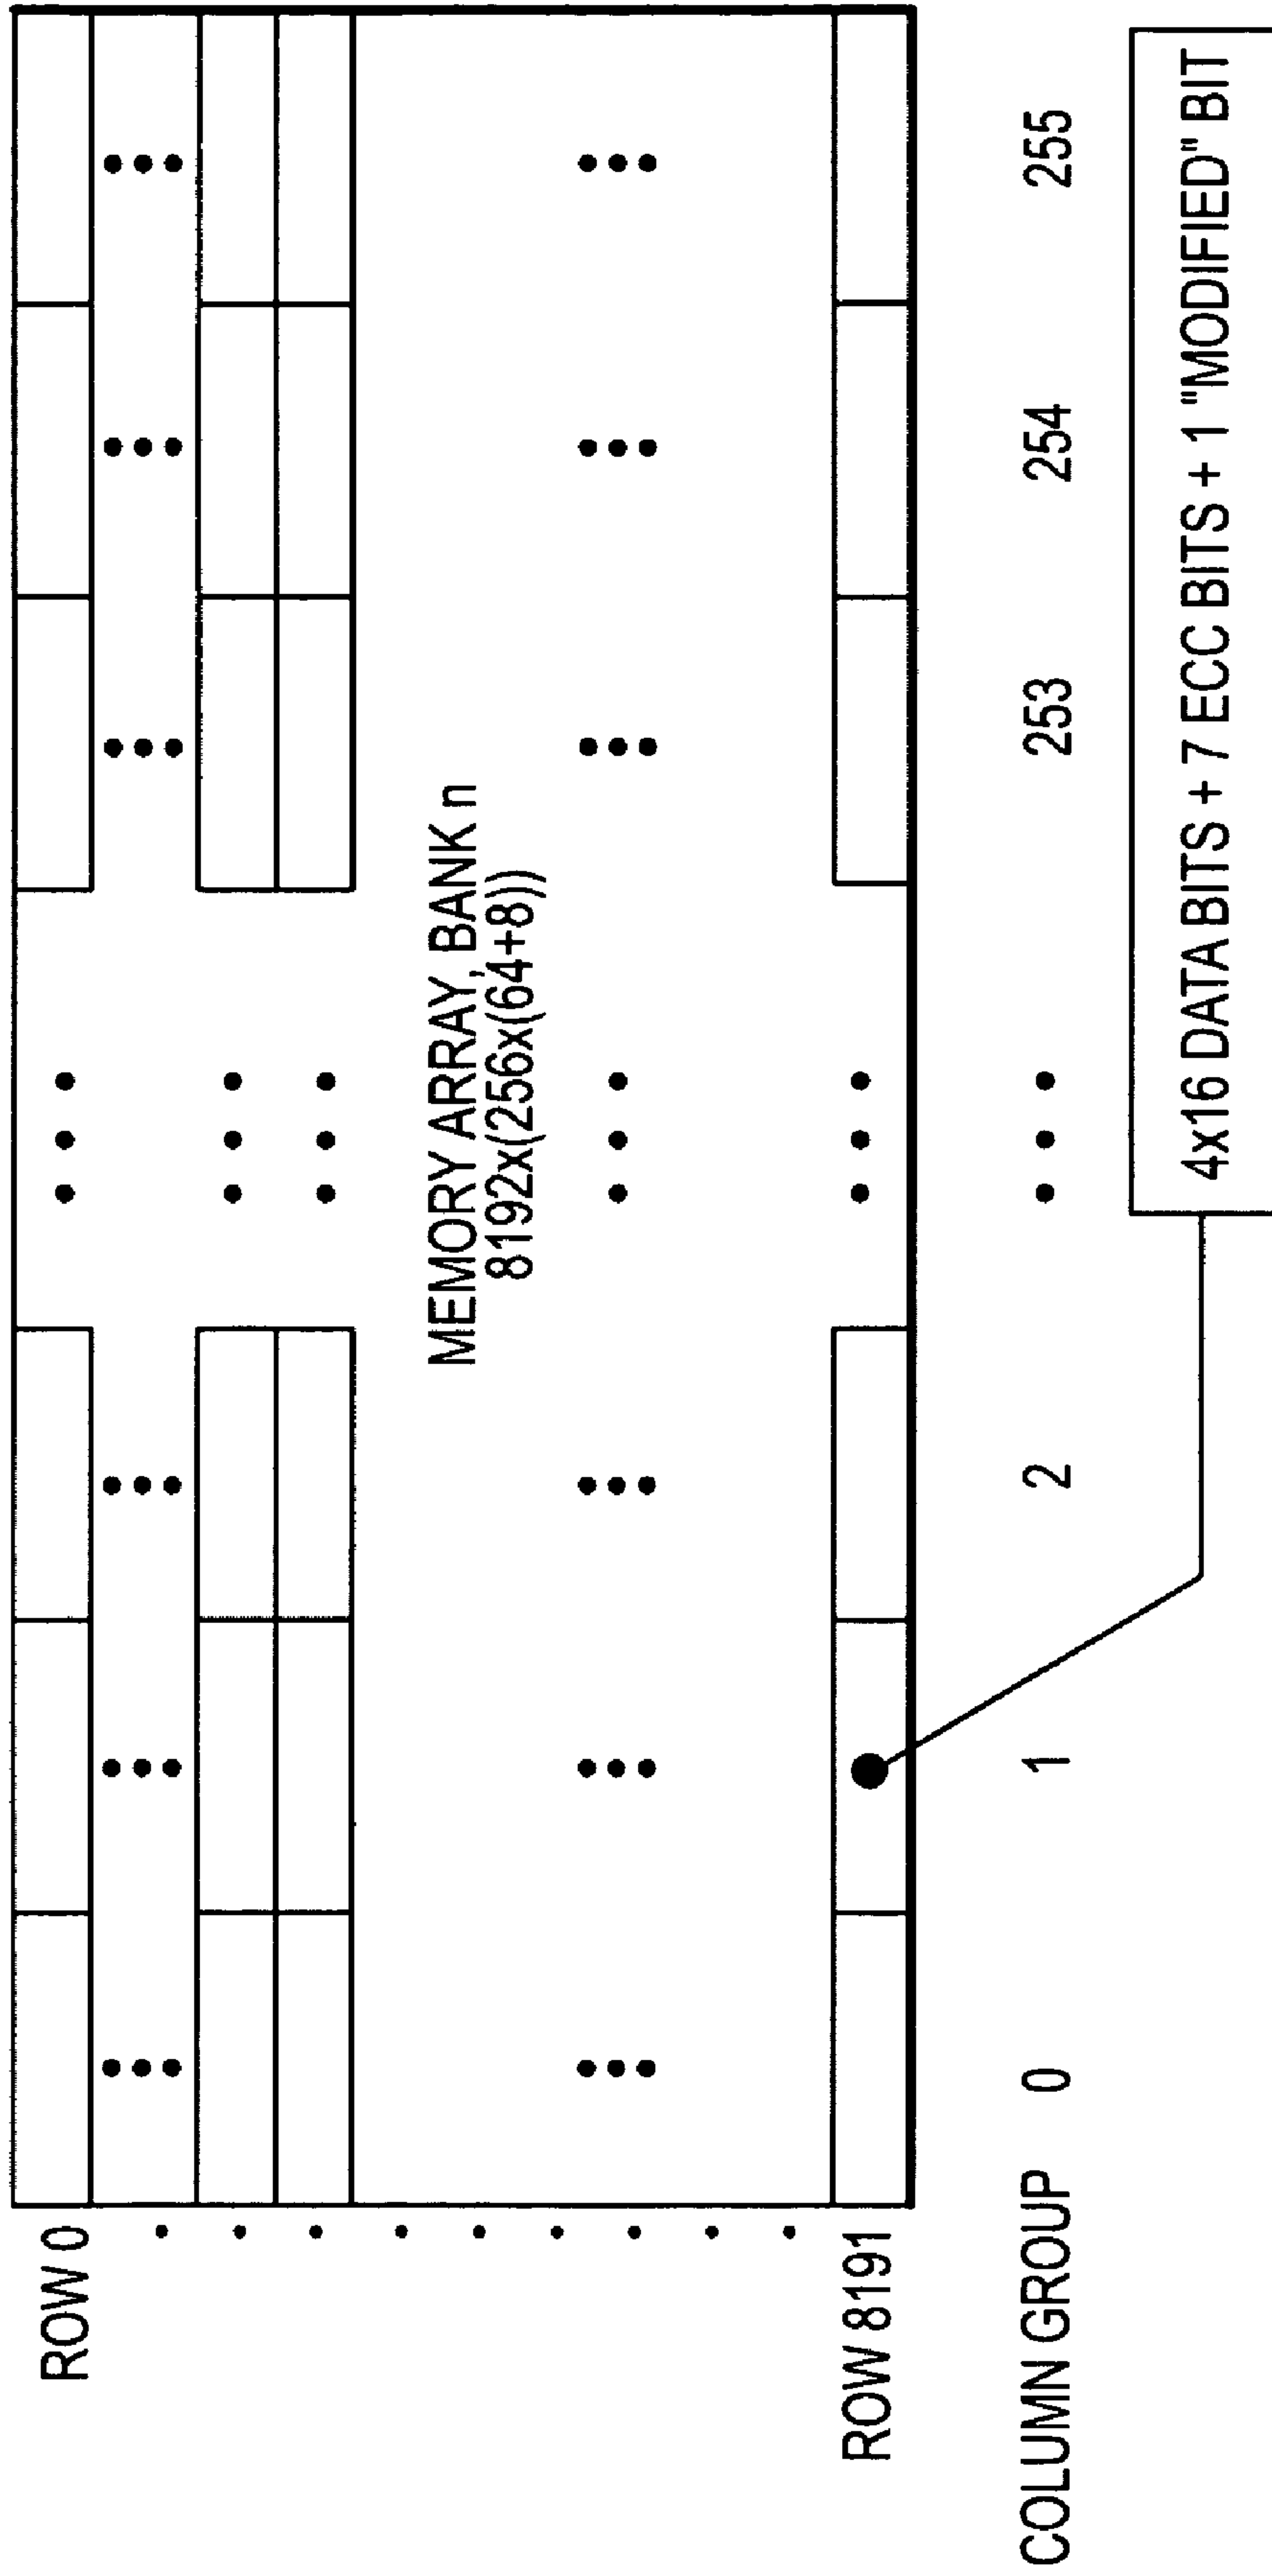 ROW 0
MEMORY ARRAY, BANK n
8192x(256x(64+8))
ROW 8191
COLUMN GROUP 0 1 2 253 254 255
4x16 DATA BITS + 7 ECC BITS + 1 "MODIFIED" BIT